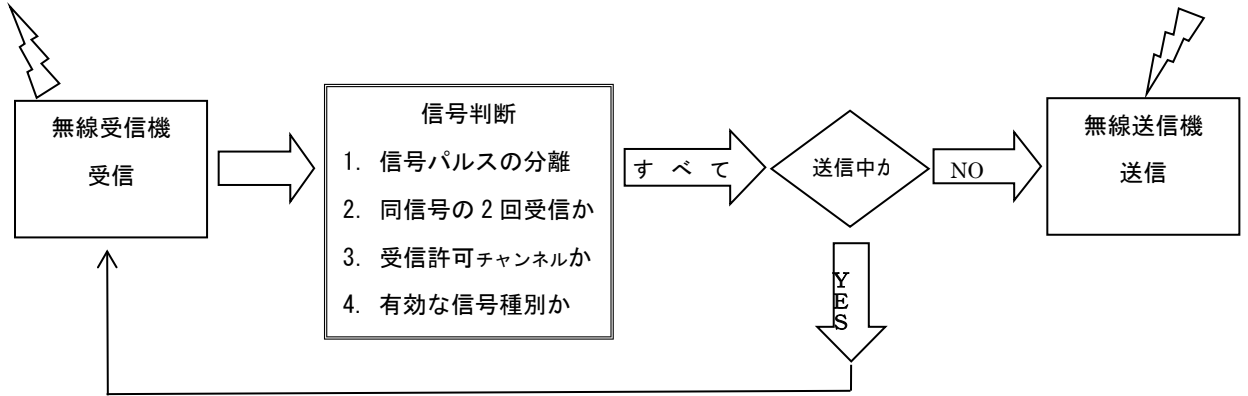 無線受信機
受信
信号判断
1. 信号パルスの分離
2. 同信号の2回受信か
3. 受信許可チャンネルか
4. 有効な信号種別か
すべて
送信中か
NO
無線送信機
送信
YES